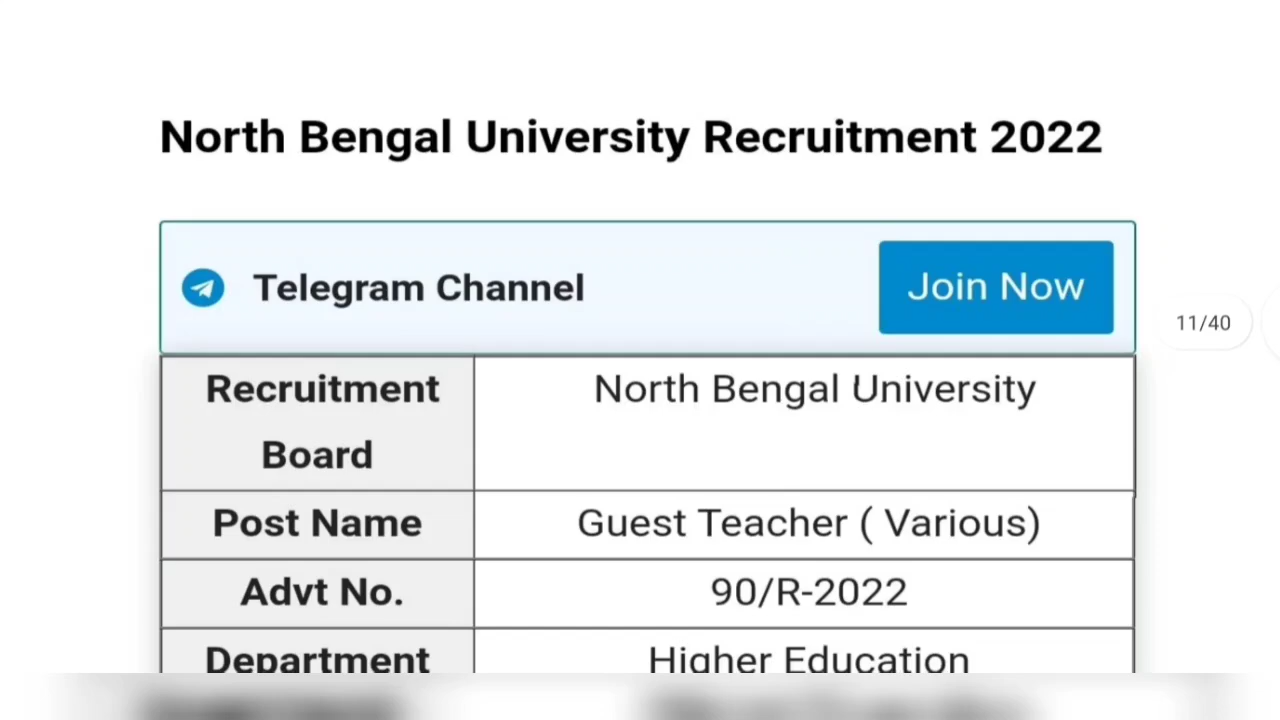 North Bengal University Recruitment 2022
Telegram Channel
Join Now
11/40
Recruitment Board
North Bengal University
Post Name
Guest Teacher ( Various)
Advt No.
90/R-2022
Department
Higher Education